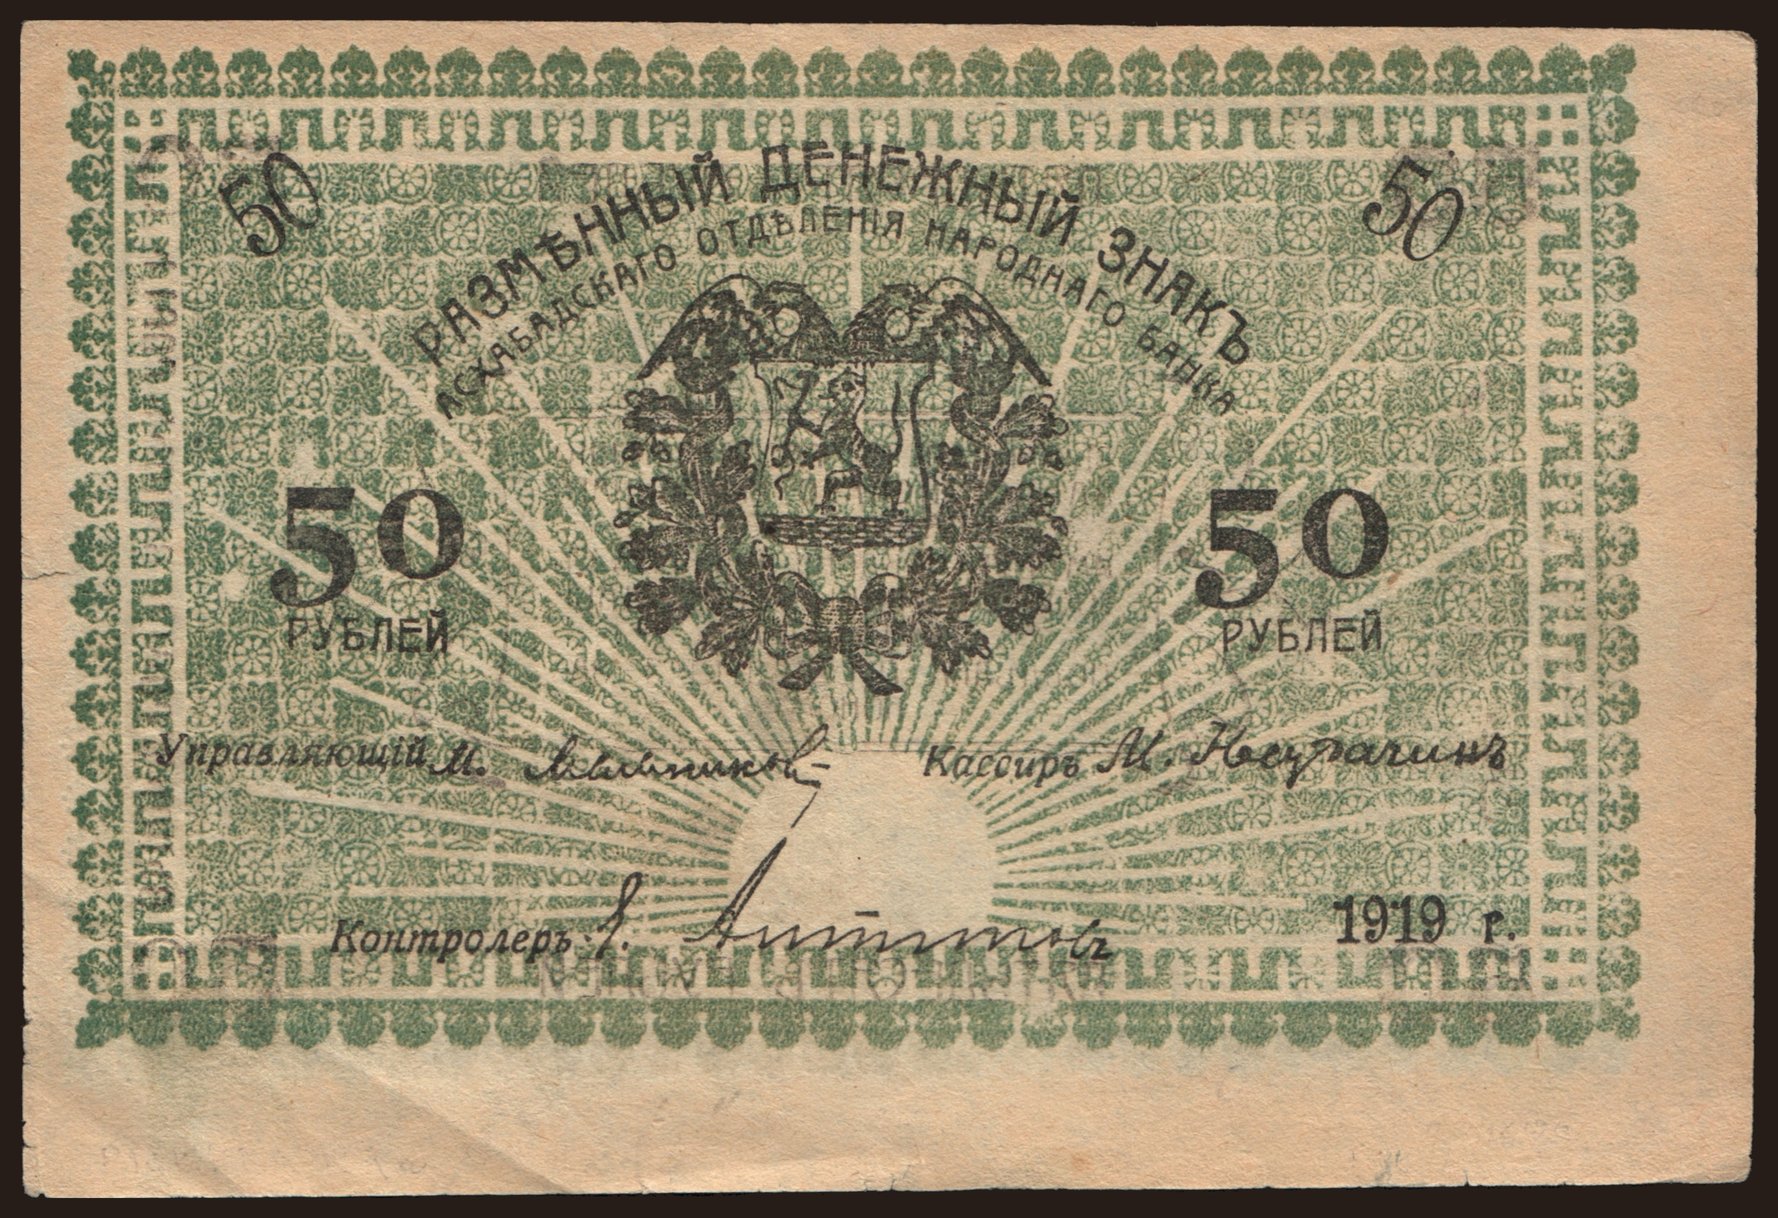 50
50
РАЗМѢННЫЙ ДЕНЕЖНЫЙ ЗНАКЪ
АСХАБАДСКАГО ОТДѢЛЕНІЯ НАРОДНАГО БАНКА
50
РУБЛЕЙ
50
РУБЛЕЙ
Управляющій М.
Кассиръ М.
Контролеръ
1919 г.